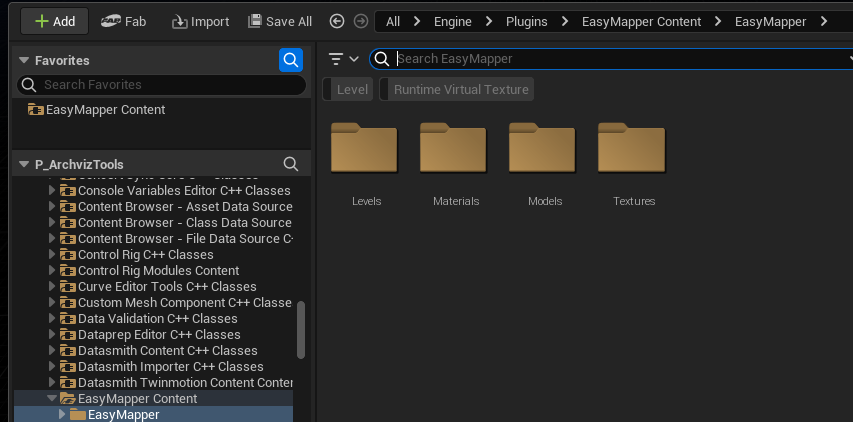 Add Fab Import Save All All Engine Plugins EasyMapper Content EasyMapper
Favorites
Search Favorites
EasyMapper Content
Search EasyMapper
Level Runtime Virtual Texture
Levels Materials Models Textures
P_ArchvizTools
Console Variables Editor C++ Classes
Content Browser - Asset Data Source
Content Browser - Class Data Source
Content Browser - File Data Source C
Control Rig C++ Classes
Control Rig Modules Content
Curve Editor Tools C++ Classes
Custom Mesh Component C++ Classe
Data Validation C++ Classes
Dataprep Editor C++ Classes
Datasmith Content C++ Classes
Datasmith Importer C++ Classes
Datasmith Twinmotion Content Conter
EasyMapper Content
EasyMapper